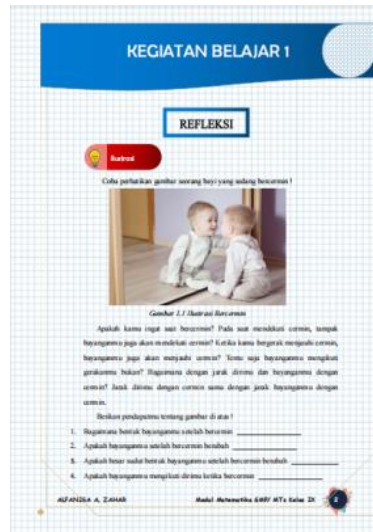 KEGIATAN BELAJAR 1
REFLEKSI
Ilustrasi
Coba perhatikan gambar seorang bayi yang sedang bercermin !
Gambar 1.1 Ilustrasi Bercermin
Apakah kamu ingat saat bercermin? Pada saat mendekati cermin, tampak
bayanganmu juga akan mendekati cermin? Ketika kamu bergerak menjauhi cermin,
bayanganmu juga akan menjauhi cermin? Tentu saja bayanganmu mengikuti
gerakanmu bukan? Bagaimana dengan jarak dirimu dan bayanganmu dengan
cermin? Jarak dirimu dengan cermin sama dengan jarak bayanganmu dengan
cermin.
Berikan pendapatmu tentang gambar di atas !
1. Bagaimana bentuk bayanganmu setelah bercermin
2. Apakah bayanganmu setelah bercermin berubah
3. Apakah besar sudut bentuk bayanganmu setelah bercermin berubah
4. Apakah bayanganmu mengikuti dirimu ketika bercermin
ALFANISA A. ZAHAB Modul Matematika SMP/ MTs Kelas IX 2